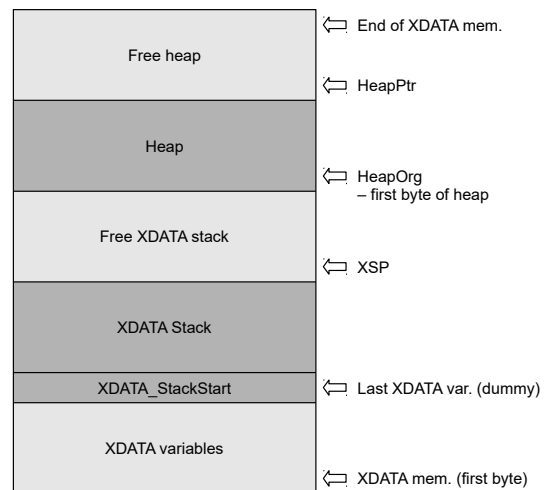 End of XDATA mem.
Free heap
HeapPtr
Heap
HeapOrg
– first byte of heap
Free XDATA stack
XSP
XDATA Stack
XDATA_StackStart
Last XDATA var. (dummy)
XDATA variables
XDATA mem. (first byte)